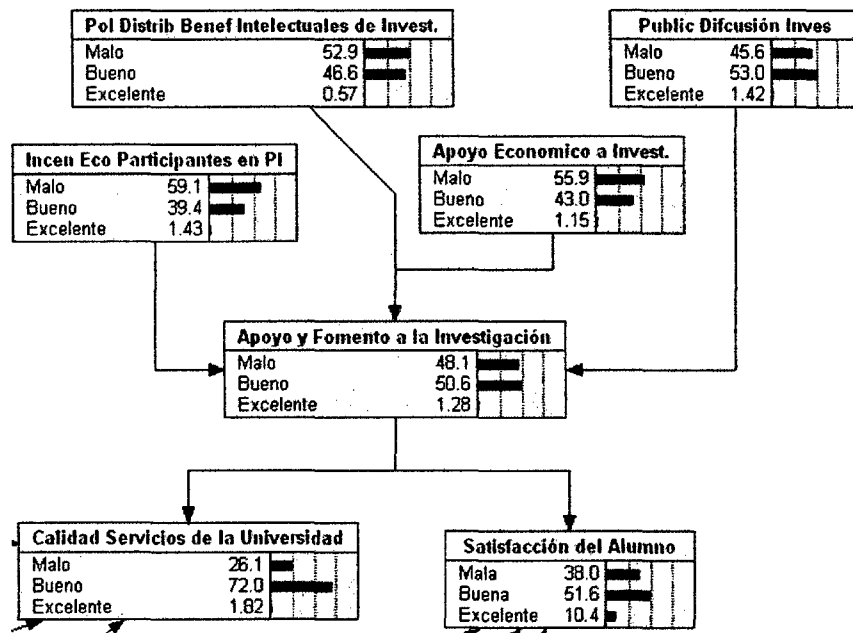 Pol Distrib Benef Intelectuales de Invest.
Malo 52.9
Bueno 46.6
Excelente 0.57
Public Difcusión Inves
Malo 45.6
Bueno 53.0
Excelente 1.42
Incen Eco Participantes en PI
Malo 59.1
Bueno 39.4
Excelente 1.43
Apoyo Economico a Invest.
Malo 55.9
Bueno 43.0
Excelente 1.15
Apoyo y Fomento a la Investigación
Malo 48.1
Bueno 50.6
Excelente 1.28
Calidad Servicios de la Universidad
Malo 26.1
Bueno 72.0
Excelente 1.82
Satisfacción del Alumno
Mala 38.0
Buena 51.6
Excelente 10.4